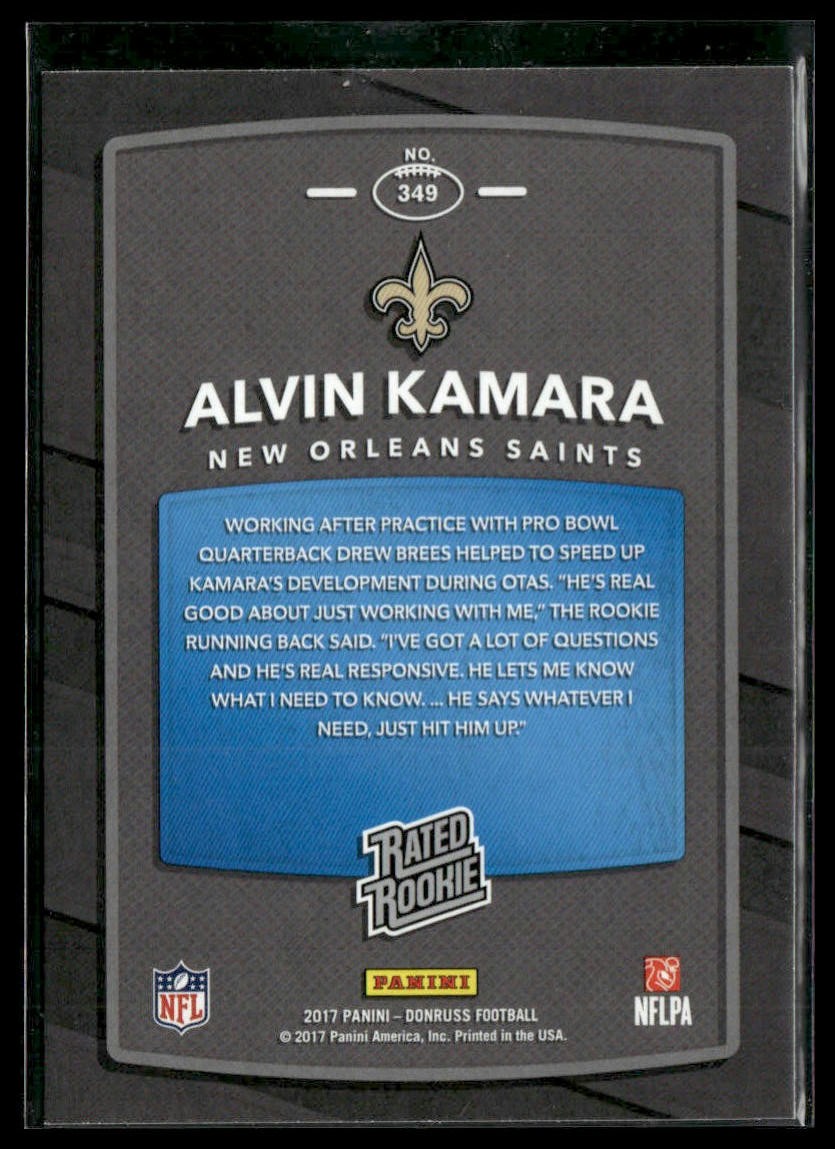 NO.
349
ALVIN KAMARA
NEW ORLEANS SAINTS
WORKING AFTER PRACTICE WITH PRO BOWL
QUARTERBACK DREW BREES HELPED TO SPEED UP
KAMARA'S DEVELOPMENT DURING OTAS. "HE'S REAL
GOOD ABOUT JUST WORKING WITH ME," THE ROOKIE
RUNNING BACK SAID. "I'VE GOT A LOT OF QUESTIONS
AND HE'S REAL RESPONSIVE. HE LETS ME KNOW
WHAT I NEED TO KNOW. ... HE SAYS WHATEVER I
NEED, JUST HIT HIM UP."
RATED
ROOKIE
NFL
PANINI
NFLPA
2017 PANINI – DONRUSS FOOTBALL
© 2017 Panini America, Inc. Printed in the USA.